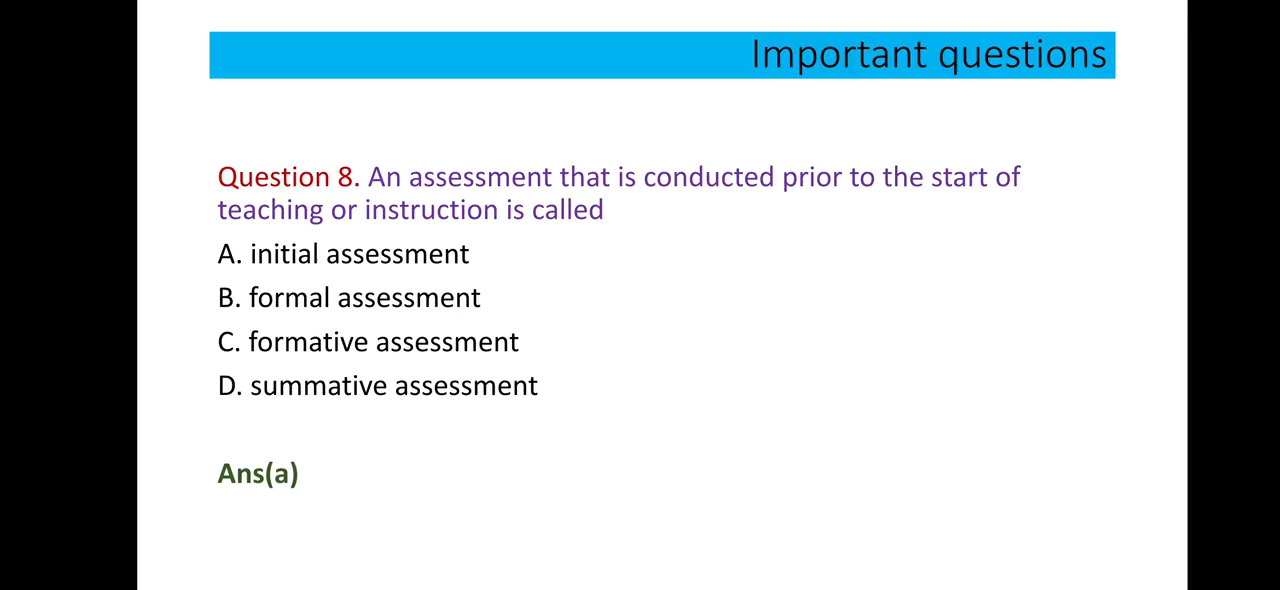 Important questions
Question 8. An assessment that is conducted prior to the start of
teaching or instruction is called
A. initial assessment
B. formal assessment
C. formative assessment
D. summative assessment
Ans(a)